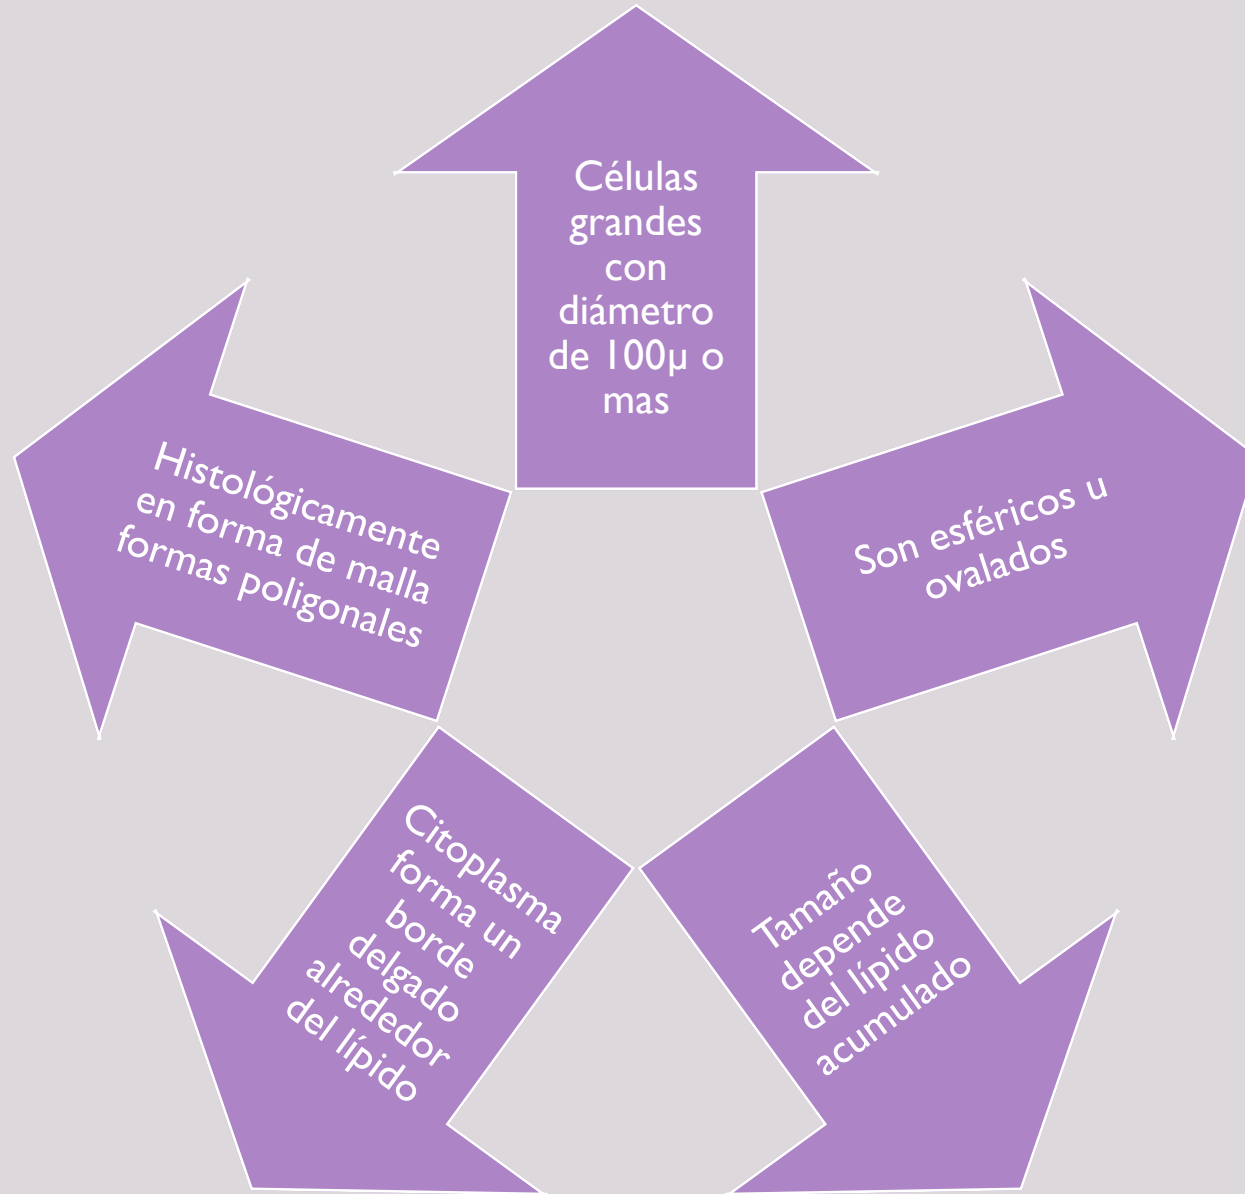 Células
grandes
con
diámetro
de 100µ o
mas
Son esféricos u
ovalados
Tamaño
depende
del lípido
acumulado
Citoplasma
forma un
borde
delgado
alrededor
del lípido
Histológicamente
en forma de malla
formas poligonales